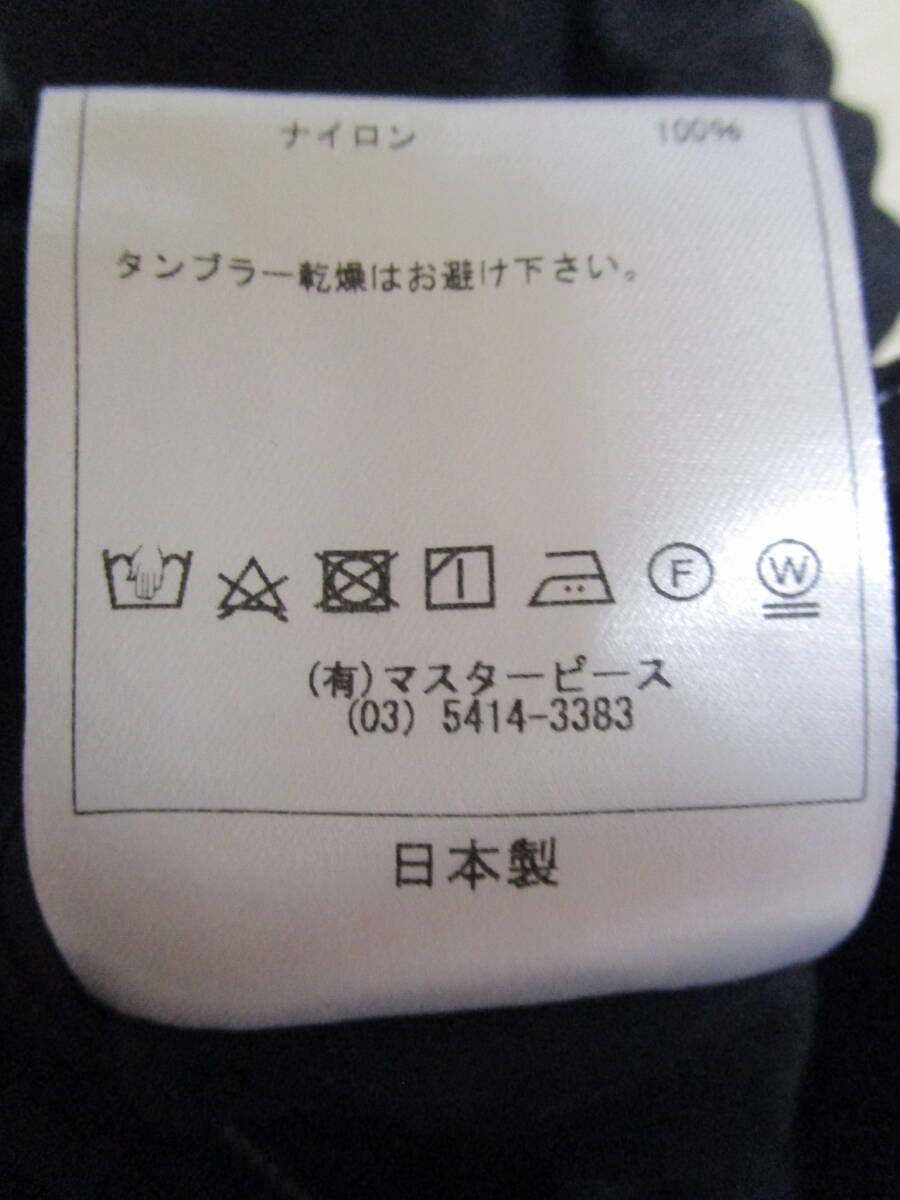 ナイロン 100%
タンブラー乾燥はお避け下さい。
F W
(有)マスターピース
(03) 5414-3383
日本製